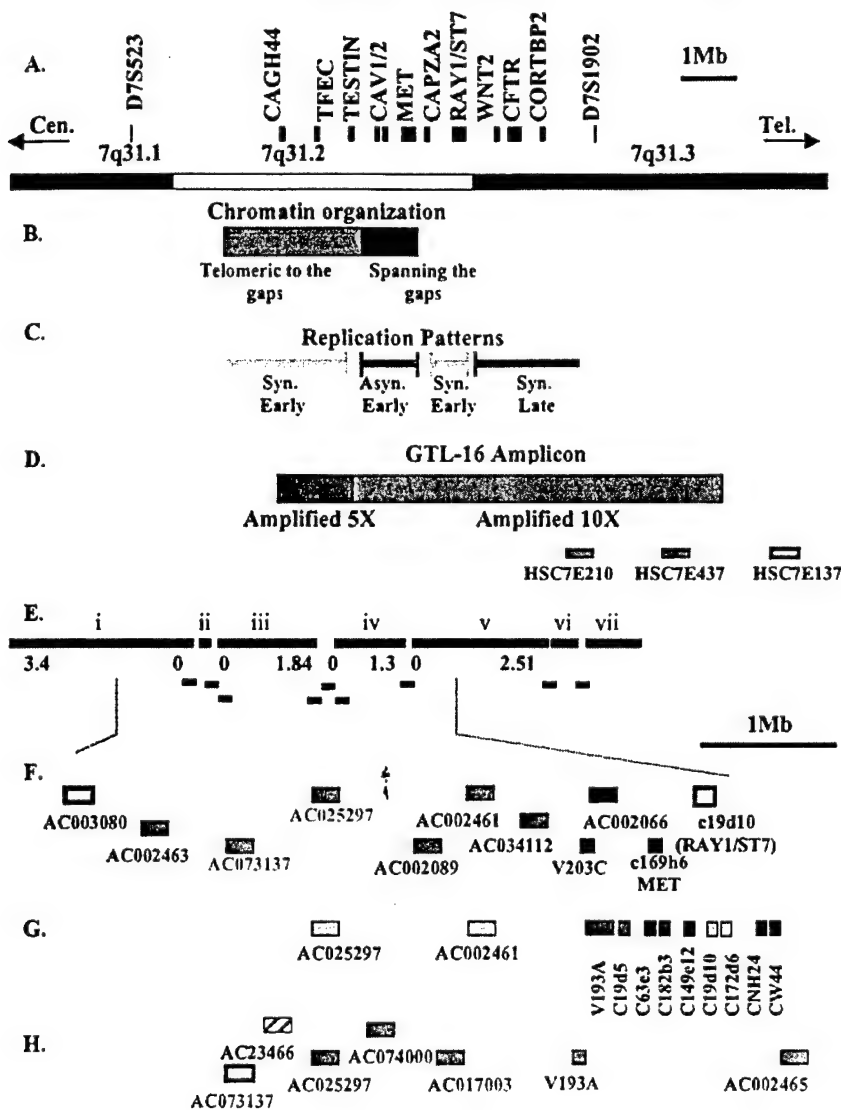 A.
D7S523
CAGH44
TFEC
TESTIN
CAV1/2
MET
CAPZA2
RAY1/ST7
WNT2
CFTR
CORTBP2
D7S1902
1Mb
Cen.
Tel.
7q31.1
7q31.2
7q31.3
Chromatin organization
B.
Telomeric to the
gaps
Spanning the
gaps
C.
Replication Patterns
Syn.
Early
Asyn.
Early
Syn.
Early
Syn.
Late
D.
GTL-16 Amplicon
Amplified 5X
Amplified 10X
HSC7E210
HSC7E437
HSC7E137
E.
i
ii
iii
iv
v
vi
vii
3.4
0
0
1.84
0
1.3
0
2.51
1Mb
F.
AC003080
AC002463
AC073137
AC025297
AC002089
AC002461
AC034112
AC002066
V203C
c169h6
MET
c19d10
(RAY1/ST7)
G.
AC025297
AC002461
V193A
C19d5
C63e3
C182b3
C149e12
C19d10
C172d6
CNH24
CW44
H.
AC23466
AC073137
AC025297
AC074000
AC017003
V193A
AC002465